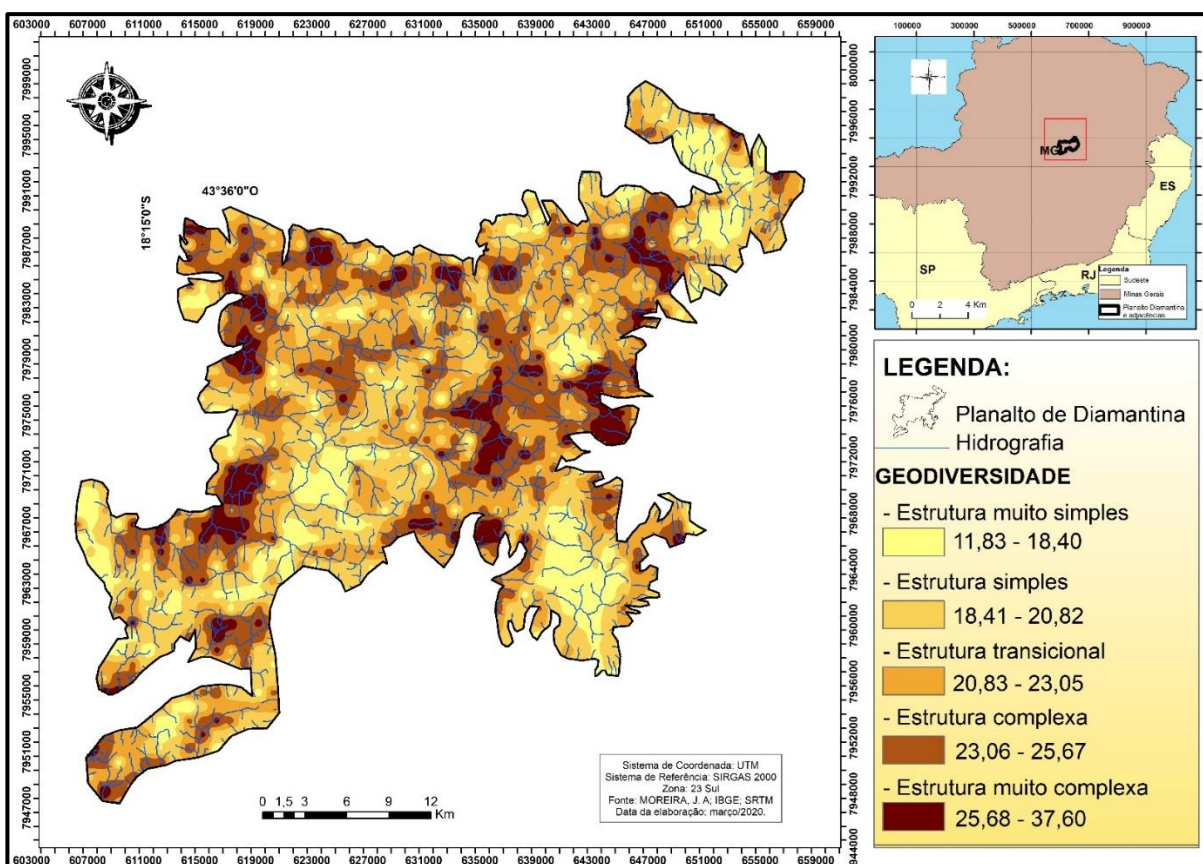 603000 607000 611000 615000 619000 623000 627000 631000 635000 639000 643000 647000 651000 655000 659000
7999000
7995000
7991000
7987000
7983000
7979000
7975000
7971000
7967000
7963000
7959000
7955000
7951000
7947000
43°36'0"O
18°15'0"S
0 1,5 3 6 9 12
Km
Sistema de Coordenada: UTM
Sistema de Referência: SIRGAS 2000
Zona: 23 Sul
Fonte: MOREIRA, J. A; IBGE; SRTM
Data da elaboração: março/2020.
8000000
7996000
7992000
7988000
7984000
7980000
7976000
7972000
7968000
7964000
7960000
7956000
7952000
7948000
944000
603000 607000 611000 615000 619000 623000 627000 631000 635000 639000 643000 647000 651000 655000 659000
100000 300000 500000 700000 900000
MG
ES
SP
RJ
0 2 4 Km
Legenda
Sudeste
Minas Gerais
Planalto Diamantina
e adjacências
LEGENDA:
Planalto de Diamantina
Hidrografia
GEODIVERSIDADE
- Estrutura muito simples
11,83 - 18,40
- Estrutura simples
18,41 - 20,82
- Estrutura transicional
20,83 - 23,05
- Estrutura complexa
23,06 - 25,67
- Estrutura muito complexa
25,68 - 37,60